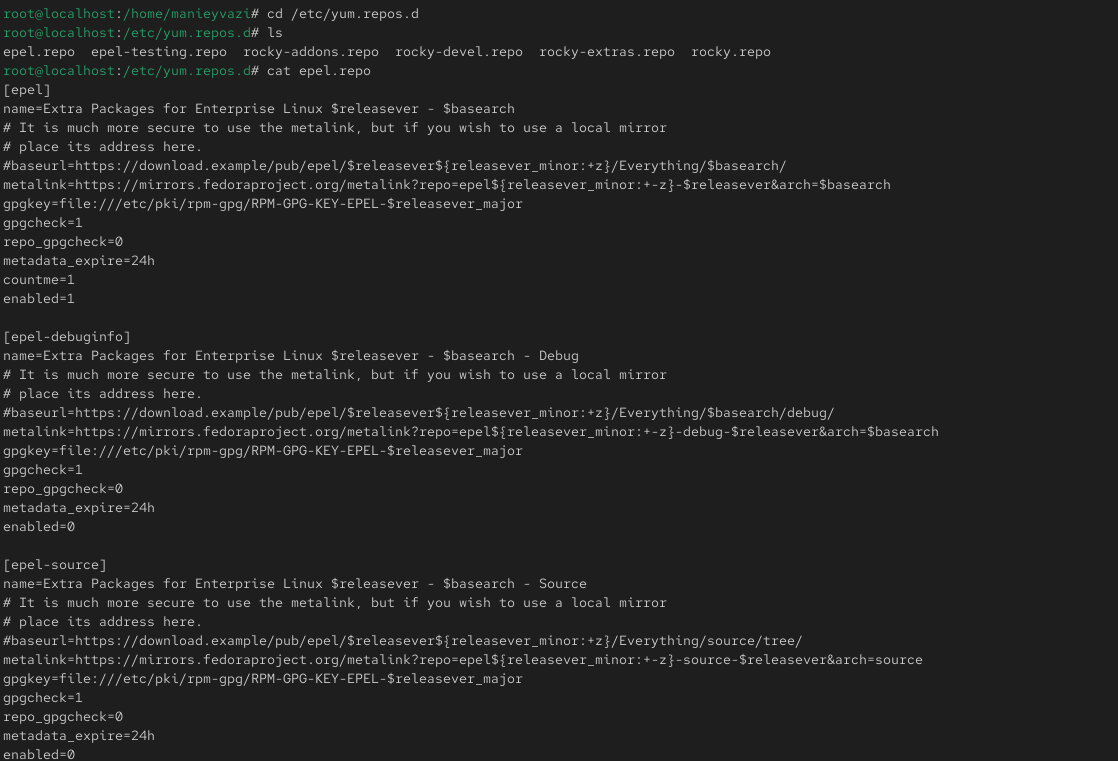 root@localhost:/home/manieyvazi# cd /etc/yum.repos.d
root@localhost:/etc/yum.repos.d# ls
epel.repo  epel-testing.repo  rocky-addons.repo  rocky-devel.repo  rocky-extras.repo  rocky.repo
root@localhost:/etc/yum.repos.d# cat epel.repo
[epel]
name=Extra Packages for Enterprise Linux $releasever - $basearch
# It is much more secure to use the metalink, but if you wish to use a local mirror
# place its address here.
#baseurl=https://download.example/pub/epel/$releasever${releasever_minor:+z}/Everything/$basearch/
metalink=https://mirrors.fedoraproject.org/metalink?repo=epel${releasever_minor:+-z}-$releasever&arch=$basearch
gpgkey=file:///etc/pki/rpm-gpg/RPM-GPG-KEY-EPEL-$releasever_major
gpgcheck=1
repo_gpgcheck=0
metadata_expire=24h
countme=1
enabled=1

[epel-debuginfo]
name=Extra Packages for Enterprise Linux $releasever - $basearch - Debug
# It is much more secure to use the metalink, but if you wish to use a local mirror
# place its address here.
#baseurl=https://download.example/pub/epel/$releasever${releasever_minor:+z}/Everything/$basearch/debug/
metalink=https://mirrors.fedoraproject.org/metalink?repo=epel${releasever_minor:+-z}-debug-$releasever&arch=$basearch
gpgkey=file:///etc/pki/rpm-gpg/RPM-GPG-KEY-EPEL-$releasever_major
gpgcheck=1
repo_gpgcheck=0
metadata_expire=24h
enabled=0

[epel-source]
name=Extra Packages for Enterprise Linux $releasever - $basearch - Source
# It is much more secure to use the metalink, but if you wish to use a local mirror
# place its address here.
#baseurl=https://download.example/pub/epel/$releasever${releasever_minor:+z}/Everything/source/tree/
metalink=https://mirrors.fedoraproject.org/metalink?repo=epel${releasever_minor:+-z}-source-$releasever&arch=source
gpgkey=file:///etc/pki/rpm-gpg/RPM-GPG-KEY-EPEL-$releasever_major
gpgcheck=1
repo_gpgcheck=0
metadata_expire=24h
enabled=0